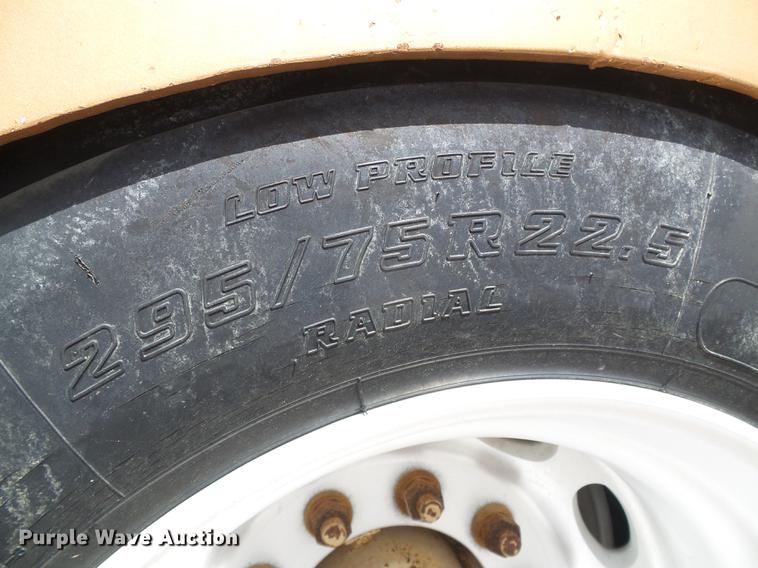 LOW PROFILE
295/75R22.5
RADIAL
Purple Wave Auction